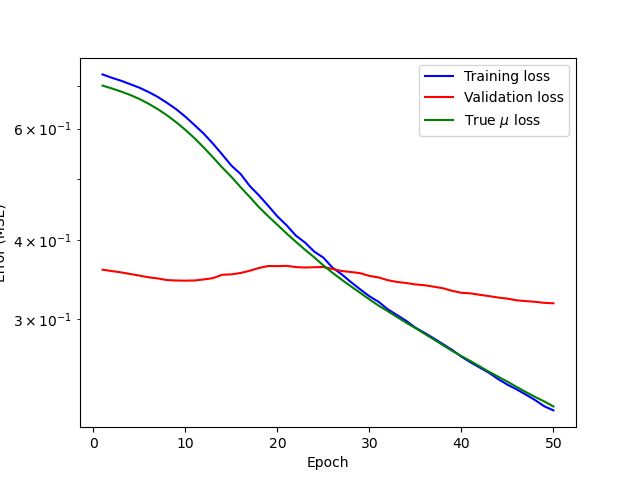 Training loss
Validation loss
True μ loss
6 × 10⁻¹
4 × 10⁻¹
3 × 10⁻¹
(MSE)
0 10 20 30 40 50
Epoch